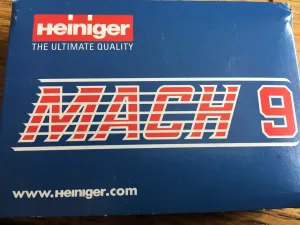 Heiniger
THE ULTIMATE QUALITY
MACH 9
www.Heiniger.com